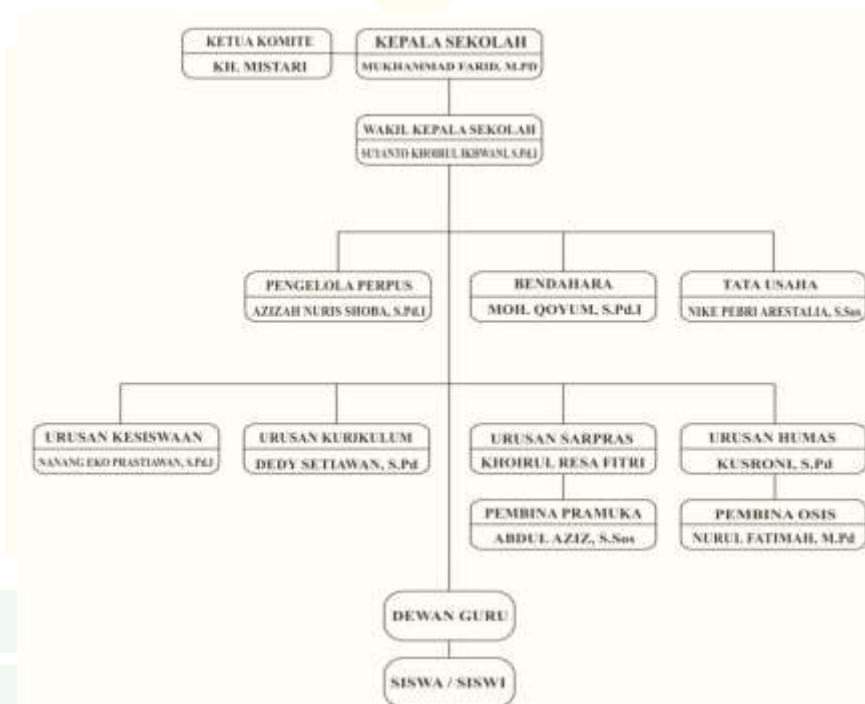 KETUA KOMITE
KH. MISTARI
KEPALA SEKOLAH
MUKHAMMAD FARID, M.PD
WAKIL KEPALA SEKOLAH
SUYANTO KHOIRUL IKHWANI, S.Pd.I
PENGELOLA PERPUS
AZIZAH NURIS SHOBA, S.Pd.I
BENDAHARA
MOH. QOYUM, S.Pd.I
TATA USAHA
NIKE PEBRI ARESTALIA, S.Sos
URUSAN KESISWAAN
NANANG EKO PRASTIAWAN, S.Pd.I
URUSAN KURIKULUM
DEDY SETIAWAN, S.Pd
URUSAN SARPRAS
KHOIRUL RESA FITRI
URUSAN HUMAS
KUSRONI, S.Pd
PEMBINA PRAMUKA
ABDUL AZIZ, S.Sos
PEMBINA OSIS
NURUL FATIMAH, M.Pd
DEWAN GURU
SISWA / SISWI